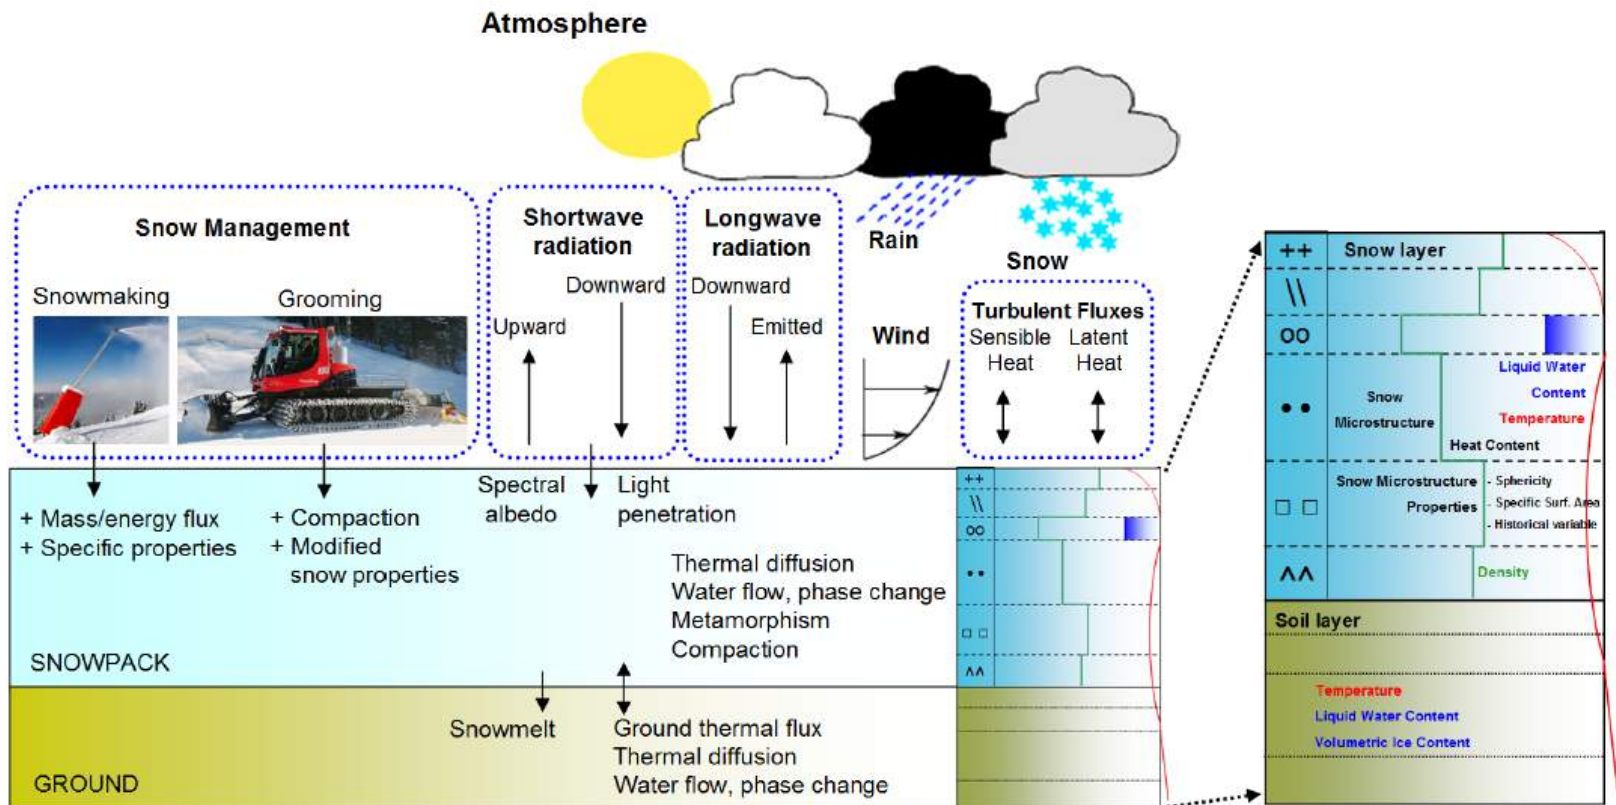 Atmosphere
Snow Management
Snowmaking
Grooming
Shortwave
radiation
Downward
Upward
Longwave
radiation
Downward
Emitted
Rain
Snow
Wind
Turbulent Fluxes
Sensible
Heat
Latent
Heat
+ Mass/energy flux
+ Specific properties
+ Compaction
+ Modified
snow properties
Spectral
albedo
Light
penetration
Thermal diffusion
Water flow, phase change
Metamorphism
Compaction
SNOWPACK
Snowmelt
Ground thermal flux
Thermal diffusion
Water flow, phase change
GROUND
++
\\
oo
••
□ □
^^
++
\\
oo
• •
□ □
^^
Snow layer
Liquid Water
Content
Temperature
Snow
Microstructure
Heat Content
Snow Microstructure
Properties
- Sphericity
- Specific Surf. Area
- Historical variable
Density
Soil layer
Temperature
Liquid Water Content
Volumetric Ice Content